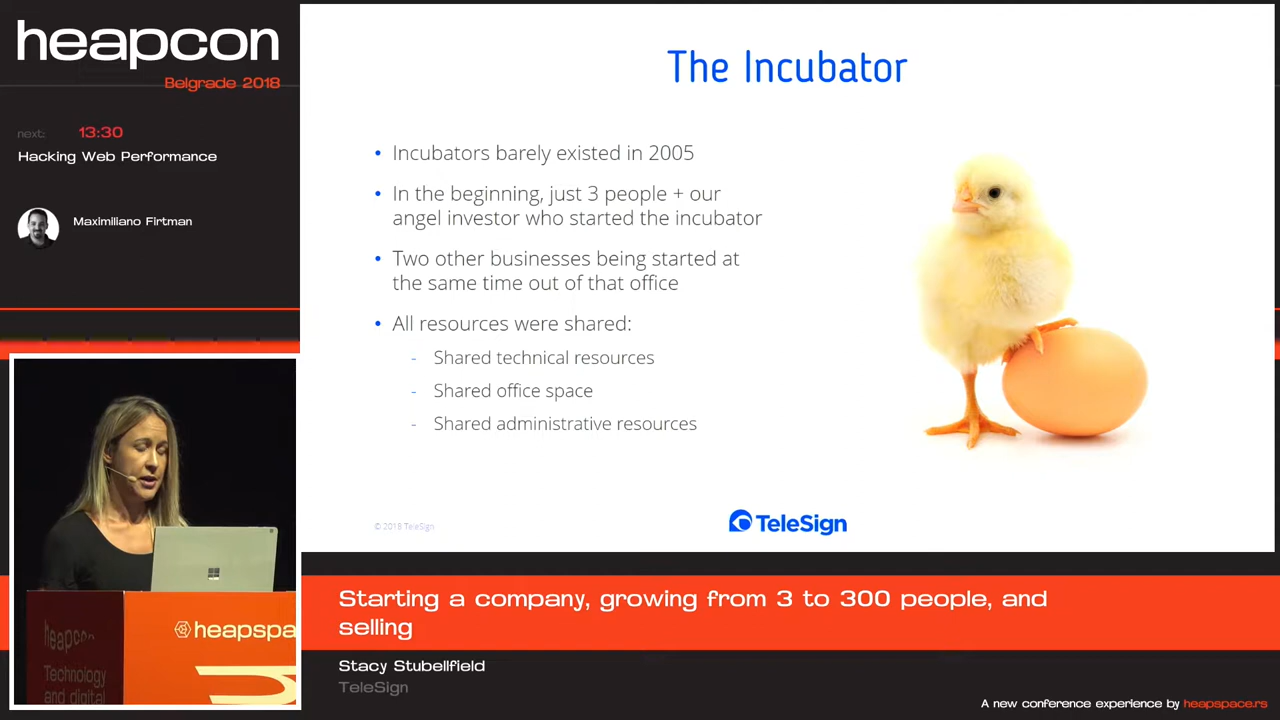 heapcon
Belgrade 2018
next: 13:30
Hacking Web Performance
Maximiliano Firtman
The Incubator
• Incubators barely existed in 2005
• In the beginning, just 3 people + our
angel investor who started the incubator
• Two other businesses being started at
the same time out of that office
• All resources were shared:
- Shared technical resources
- Shared office space
- Shared administrative resources
© 2018 TeleSign
TeleSign
heapcon
Technology
and digital
heapspa
Starting a company, growing from 3 to 300 people, and
selling
Stacy Stubellfield
TeleSign
A new conference experience by heapspace.rs